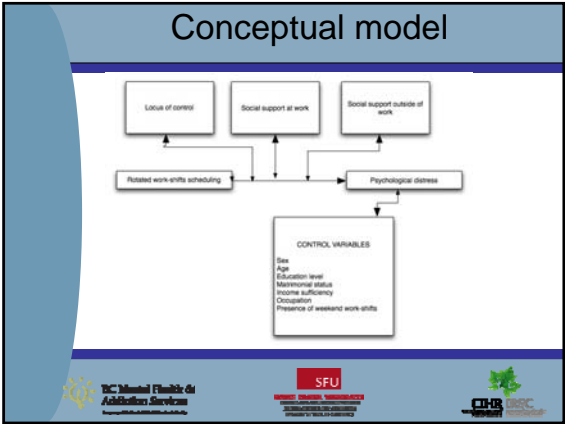 Conceptual model
Locus of control
Social support at work
Social support outside of
work
Rotated work-shifts scheduling
Psychological distress
CONTROL VARIABLES
Sex
Age
Education level
Matrimonial status
Income sufficiency
Occupation
Presence of weekend work-shifts
BC Mental Health &
Addiction Services
SFU
CIHR IRSC